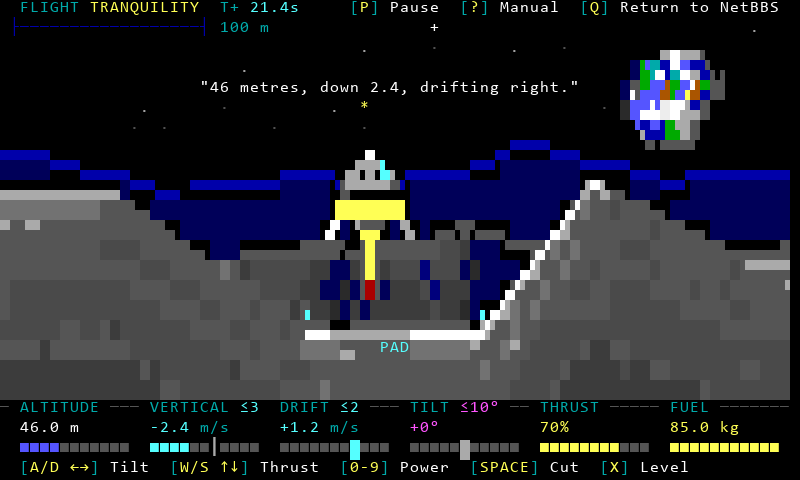 FLIGHT TRANQUILITY T+ 21.4s [P] Pause [?] Manual [Q] Return to NetBBS
100 m
"46 metres, down 2.4, drifting right."
PAD
ALTITUDE VERTICAL ≤3 DRIFT ≤2 TILT ≤10° THRUST FUEL
46.0 m -2.4 m/s +1.2 m/s +0° 70% 85.0 kg
[A/D ↔] Tilt [W/S ↑↓] Thrust [0-9] Power [SPACE] Cut [X] Level